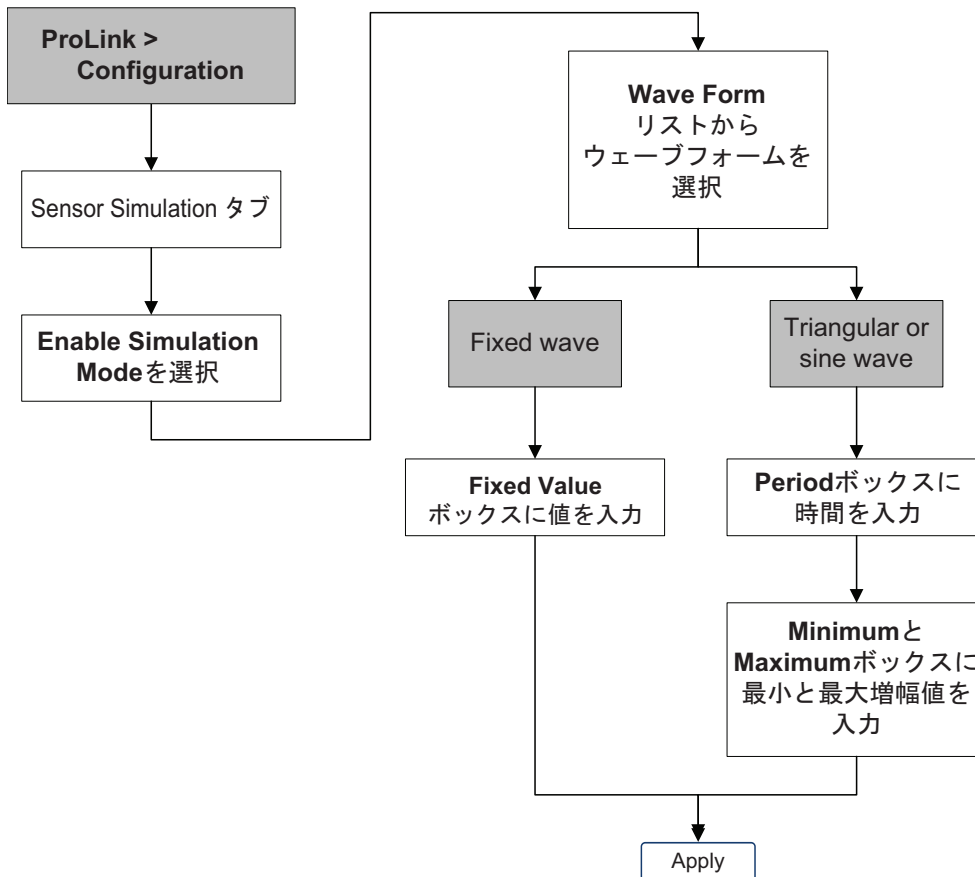 ProLink >
Configuration
Sensor Simulation タブ
Enable Simulation
Modeを選択
Wave Form
リストから
ウェーブフォームを
選択
Fixed wave
Triangular or
sine wave
Fixed Value
ボックスに値を入力
Periodボックスに
時間を入力
Minimumと
Maximumボックスに
最小と最大増幅値を
入力
Apply